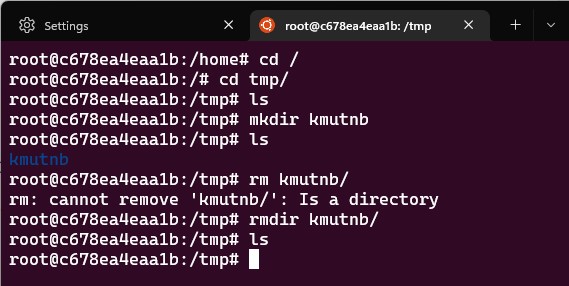 Settings
root@c678ea4eaa1b: /tmp
root@c678ea4eaa1b:/home# cd /
root@c678ea4eaa1b:/# cd tmp/
root@c678ea4eaa1b:/tmp# ls
root@c678ea4eaa1b:/tmp# mkdir kmutnb
root@c678ea4eaa1b:/tmp# ls
kmutnb
root@c678ea4eaa1b:/tmp# rm kmutnb/
rm: cannot remove 'kmutnb/': Is a directory
root@c678ea4eaa1b:/tmp# rmdir kmutnb/
root@c678ea4eaa1b:/tmp# ls
root@c678ea4eaa1b:/tmp#